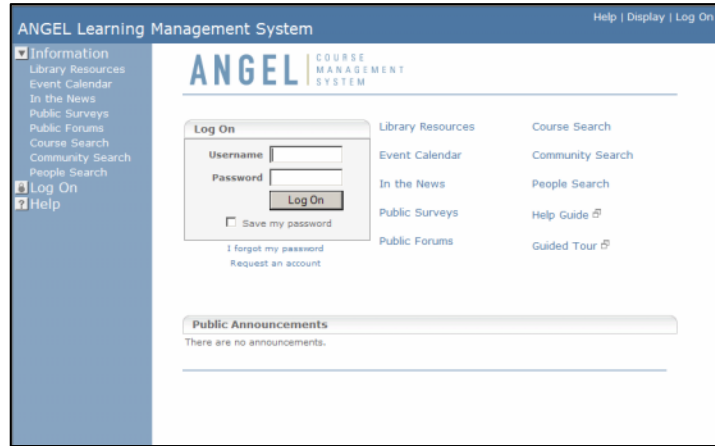 ANGEL Learning Management System
Help | Display | Log On
Information
Library Resources
Event Calendar
In the News
Public Surveys
Public Forums
Course Search
Community Search
People Search
Log On
Help
ANGEL
COURSE
MANAGEMENT
SYSTEM
Log On
Username
Password
Log On
Save my password
I forgot my password
Request an account
Library Resources
Event Calendar
In the News
Public Surveys
Public Forums
Course Search
Community Search
People Search
Help Guide
Guided Tour
Public Announcements
There are no announcements.